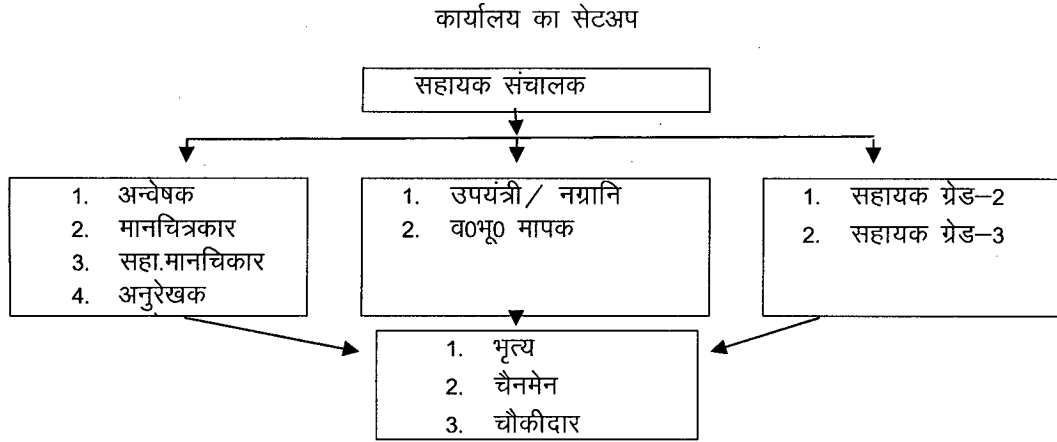 कार्यालय का सेटअप
सहायक संचालक
1. अन्वेषक
2. मानचित्रकार
3. सहा.मानचिकार
4. अनुरेखक
1. उपयंत्री / नग्रानि
2. व0भू0 मापक
1. सहायक ग्रेड–2
2. सहायक ग्रेड–3
1. भृत्य
2. चैनमेन
3. चौकीदार